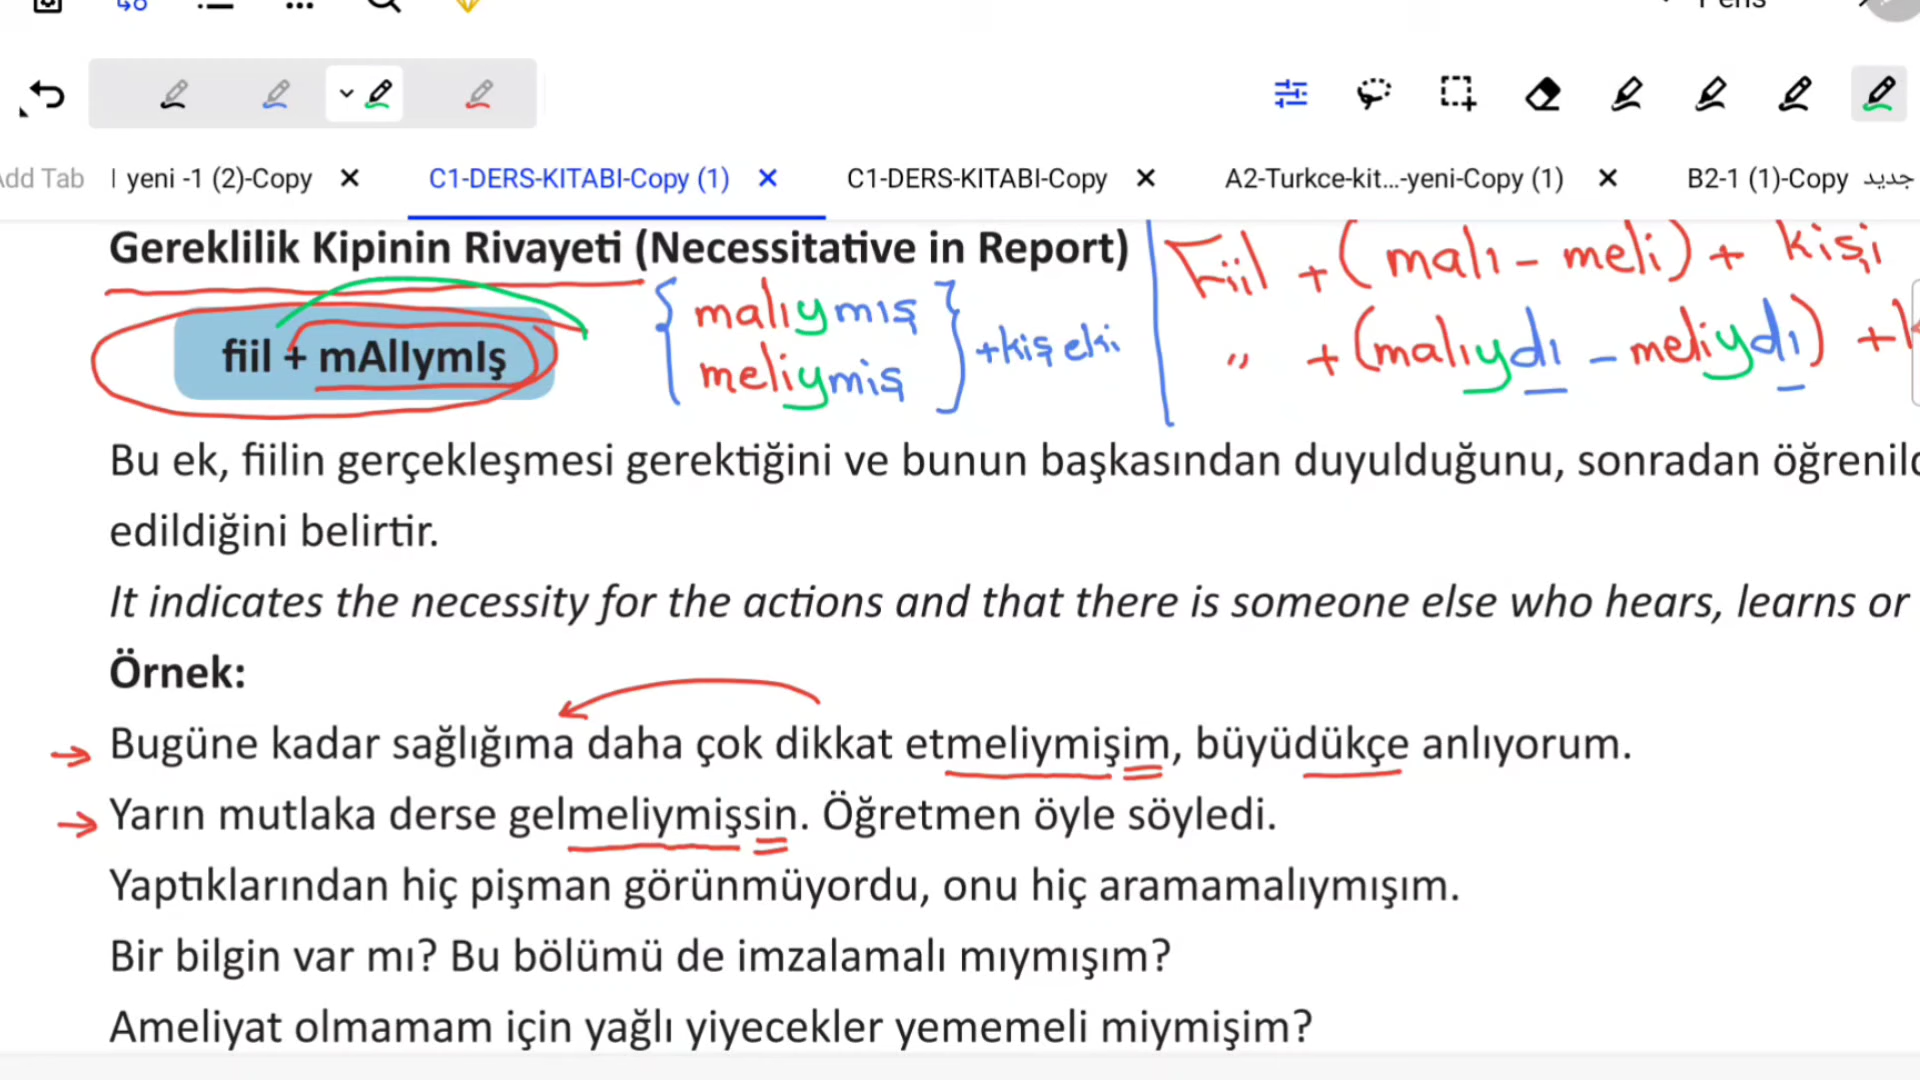 Pens
Add Tab
yeni -1 (2)-Copy
C1-DERS-KITABI-Copy (1)
C1-DERS-KITABI-Copy
A2-Turkce-kit...-yeni-Copy (1)
B2-1 (1)-Copy جديد
Gereklilik Kipinin Rivayeti (Necessitative in Report)
Fiil + (malı - meli) + kişi
fiil + mAlIymIş
malıymış
meliymiş
+kiş eki
" + (malıydı - meliydı) +
Bu ek, fiilin gerçekleşmesi gerektiğini ve bunun başkasından duyulduğunu, sonradan
edildiğini belirtir.
It indicates the necessity for the actions and that there is someone else who hears, learns or
Örnek:
Bugüne kadar sağlığıma daha çok dikkat etmeliymişim, büyüdükçe anlıyorum.
Yarın mutlaka derse gelmeliymişsin. Öğretmen öyle söyledi.
Yaptıklarından hiç pişman görünmüyordu, onu hiç aramamalıymışım.
Bir bilgin var mı? Bu bölümü de imzalamalı mıymışım?
Ameliyat olmamam için yağlı yiyecekler yememeli miymişim?